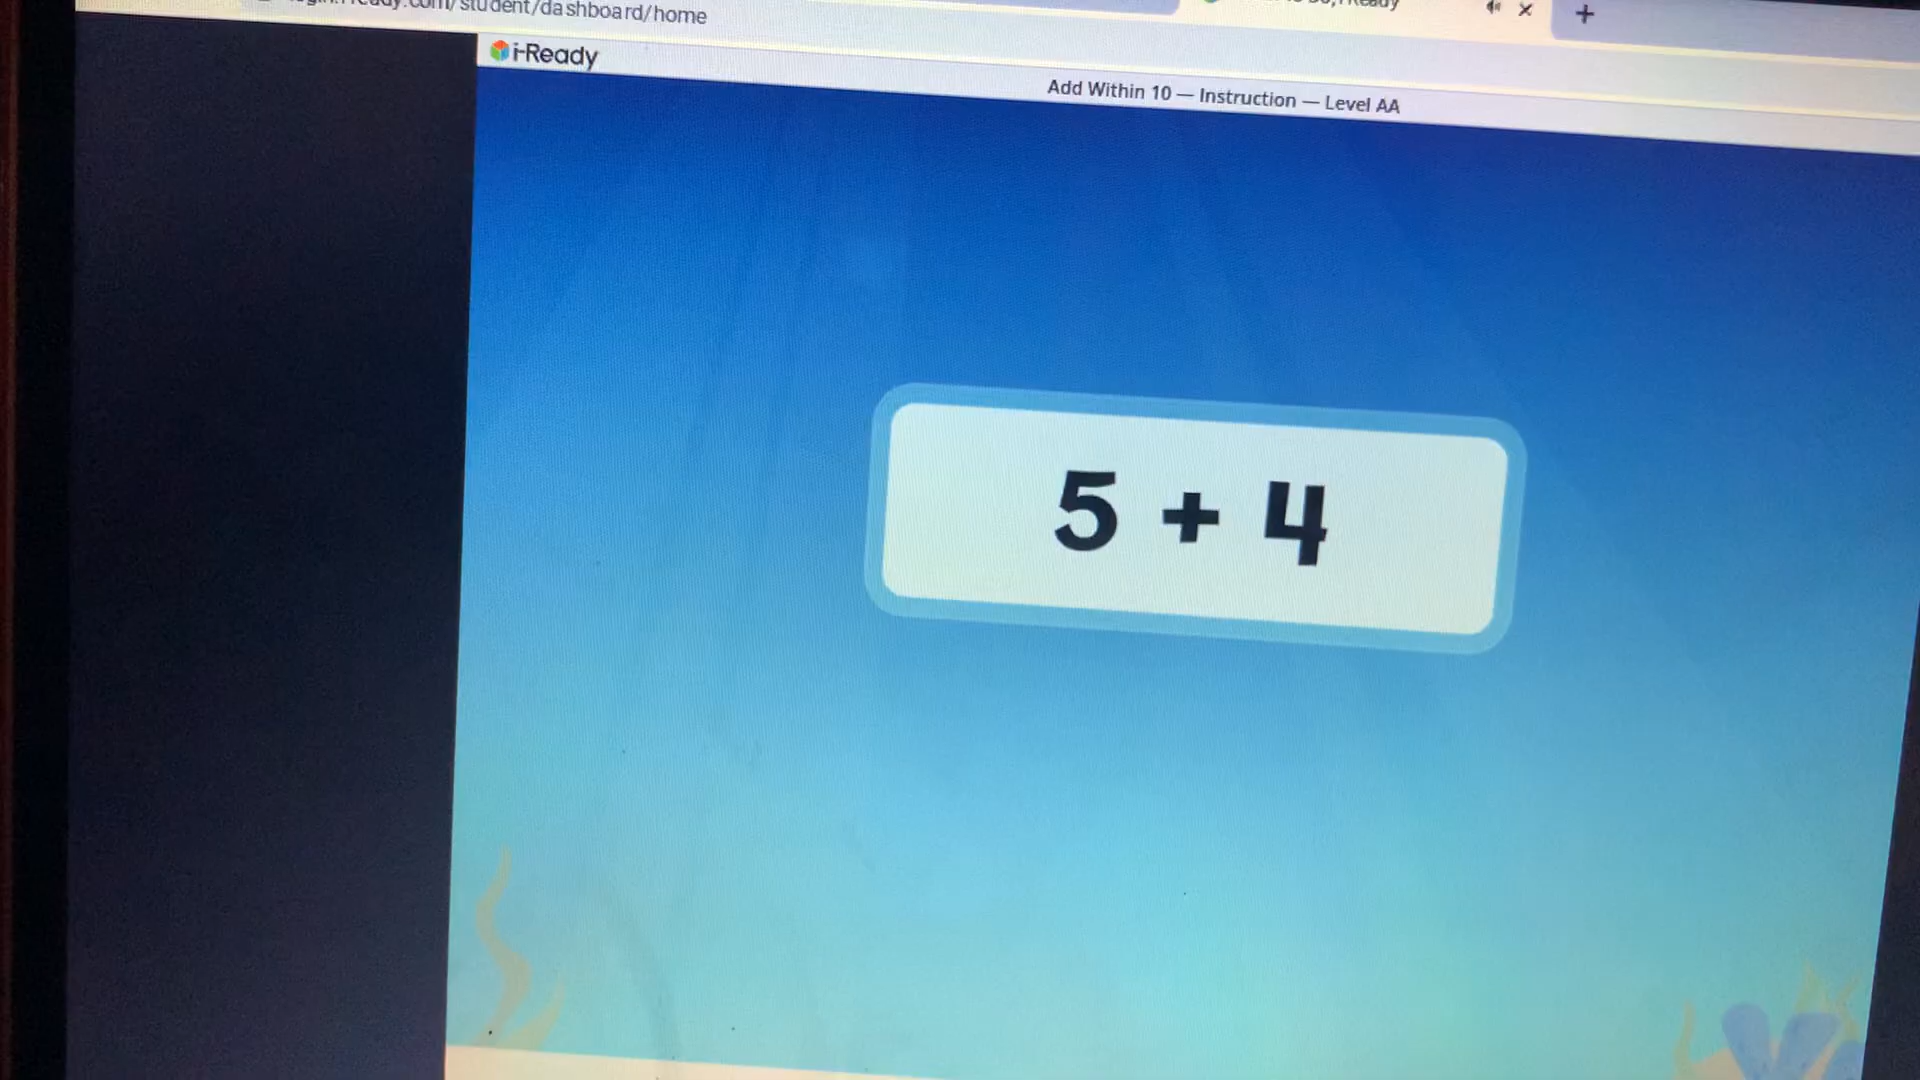 /student/dashboard/home
i-Ready
Add Within 10 — Instruction — Level AA
5 + 4